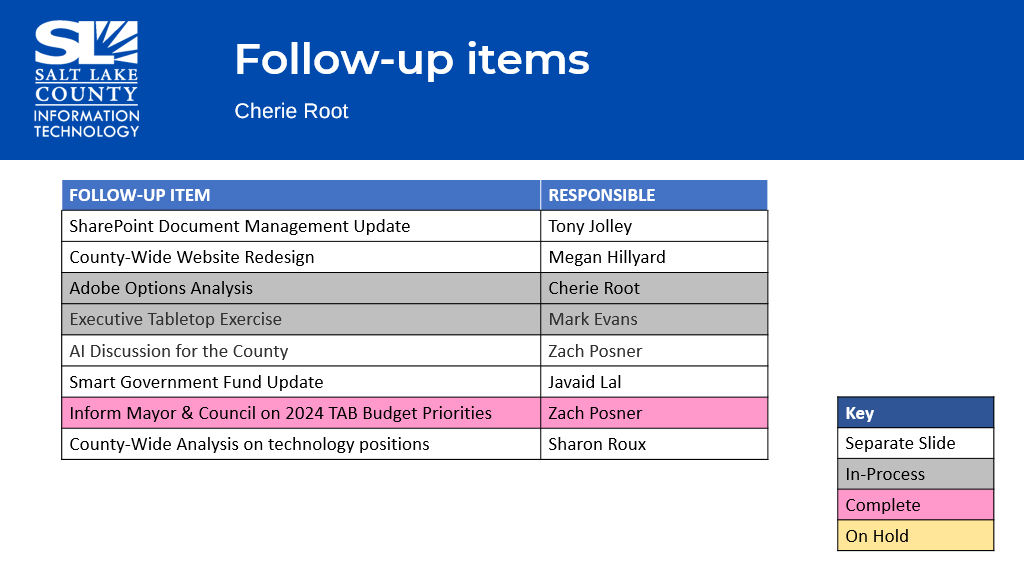 SL
SALT LAKE
COUNTY
INFORMATION
TECHNOLOGY
Follow-up items
Cherie Root
FOLLOW-UP ITEM RESPONSIBLE
SharePoint Document Management Update Tony Jolley
County-Wide Website Redesign Megan Hillyard
Adobe Options Analysis Cherie Root
Executive Tabletop Exercise Mark Evans
AI Discussion for the County Zach Posner
Smart Government Fund Update Javaid Lal
Inform Mayor & Council on 2024 TAB Budget Priorities Zach Posner
County-Wide Analysis on technology positions Sharon Roux
Key
Separate Slide
In-Process
Complete
On Hold